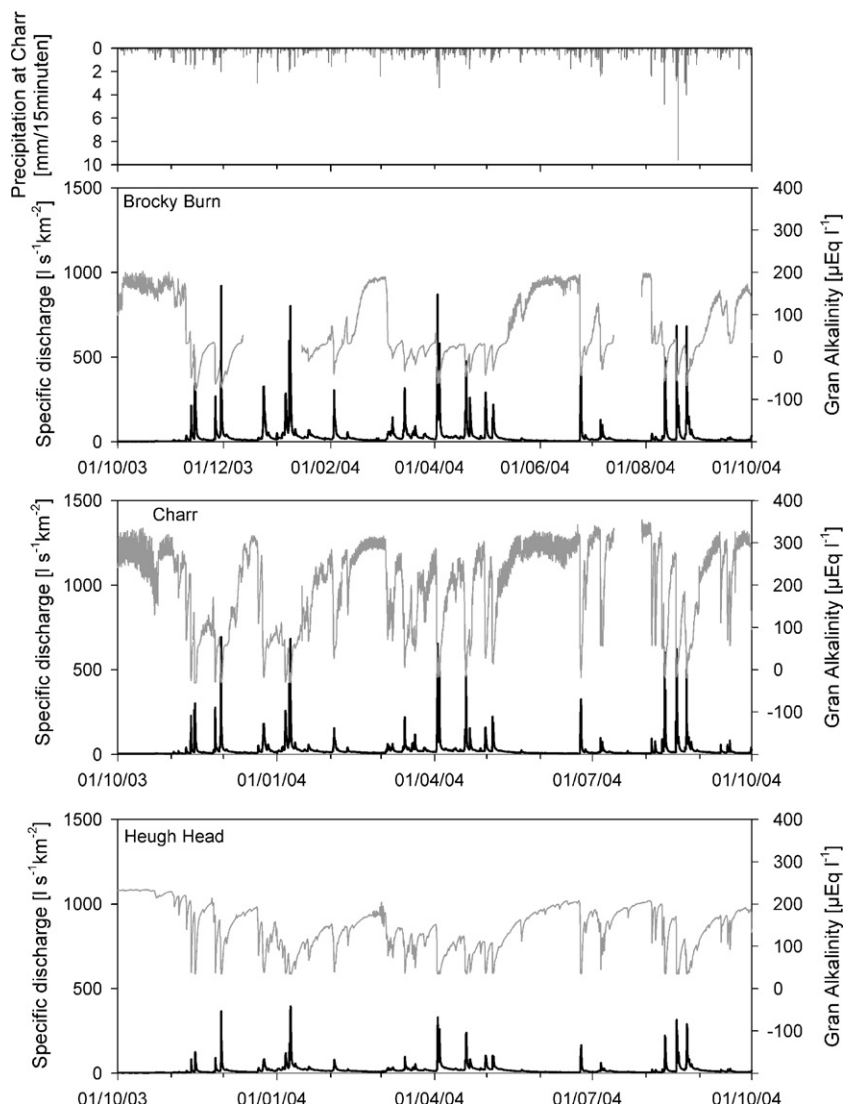 Precipitation at Charr
[mm/15minuten]
0
2
4
6
8
10
Brocky Burn
Specific discharge [l s⁻¹km⁻²]
1500
1000
500
0
400
300
200
100
0
-100
Gran Alkalinity [µEq l⁻¹]
01/10/03 01/12/03 01/02/04 01/04/04 01/06/04 01/08/04 01/10/04
Charr
Specific discharge [l s⁻¹km⁻²]
1500
1000
500
0
400
300
200
100
0
-100
Gran Alkalinity [µEq l⁻¹]
01/10/03 01/01/04 01/04/04 01/07/04 01/10/04
Heugh Head
Specific discharge [l s⁻¹km⁻²]
1500
1000
500
0
400
300
200
100
0
-100
Gran Alkalinity [µEq l⁻¹]
01/10/03 01/01/04 01/04/04 01/07/04 01/10/04